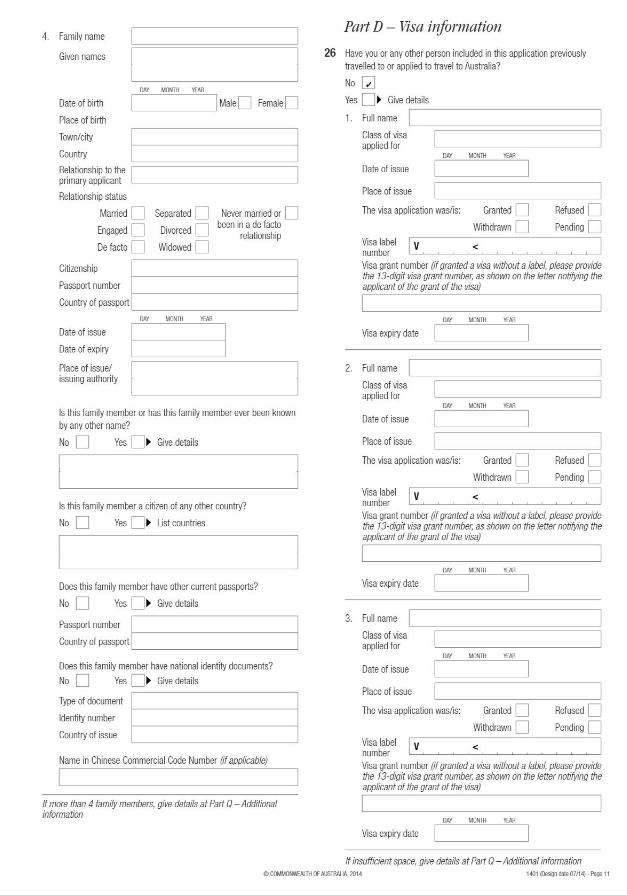 4. Family name
Given names
DAY MONTH YEAR
Date of birth Male Female
Place of birth
Town/city
Country
Relationship to the
primary applicant
Relationship status
Married Separated Never married or
been in a de facto
relationship
Engaged Divorced
De facto Widowed
Citizenship
Passport number
Country of passport
DAY MONTH YEAR
Date of issue
Date of expiry
Place of issue/
issuing authority
Is this family member or has this family member ever been known
by any other name?
No Yes Give details
Is this family member a citizen of any other country?
No Yes List countries
Does this family member have other current passports?
No Yes Give details
Passport number
Country of passport
Does this family member have national identity documents?
No Yes Give details
Type of document
Identity number
Country of issue
Name in Chinese Commercial Code Number (if applicable)
If more than 4 family members, give details at Part Q – Additional
information
Part D – Visa information
26 Have you or any other person included in this application previously
travelled to or applied to travel to Australia?
No ✔
Yes Give details
1. Full name
Class of visa
applied for
DAY MONTH YEAR
Date of issue
Place of issue
The visa application was/is: Granted Refused
Withdrawn Pending
Visa label
number V <
Visa grant number (if granted a visa without a label, please provide
the 13-digit visa grant number, as shown on the letter notifying the
applicant of the grant of the visa)
DAY MONTH YEAR
Visa expiry date
2. Full name
Class of visa
applied for
DAY MONTH YEAR
Date of issue
Place of issue
The visa application was/is: Granted Refused
Withdrawn Pending
Visa label
number V <
Visa grant number (if granted a visa without a label, please provide
the 13-digit visa grant number, as shown on the letter notifying the
applicant of the grant of the visa)
DAY MONTH YEAR
Visa expiry date
3. Full name
Class of visa
applied for
DAY MONTH YEAR
Date of issue
Place of issue
The visa application was/is: Granted Refused
Withdrawn Pending
Visa label
number V <
Visa grant number (if granted a visa without a label, please provide
the 13-digit visa grant number, as shown on the letter notifying the
applicant of the grant of the visa)
DAY MONTH YEAR
Visa expiry date
If insufficient space, give details at Part Q – Additional information
© COMMONWEALTH OF AUSTRALIA, 2014 1401 (Design date 07/14) - Page 11